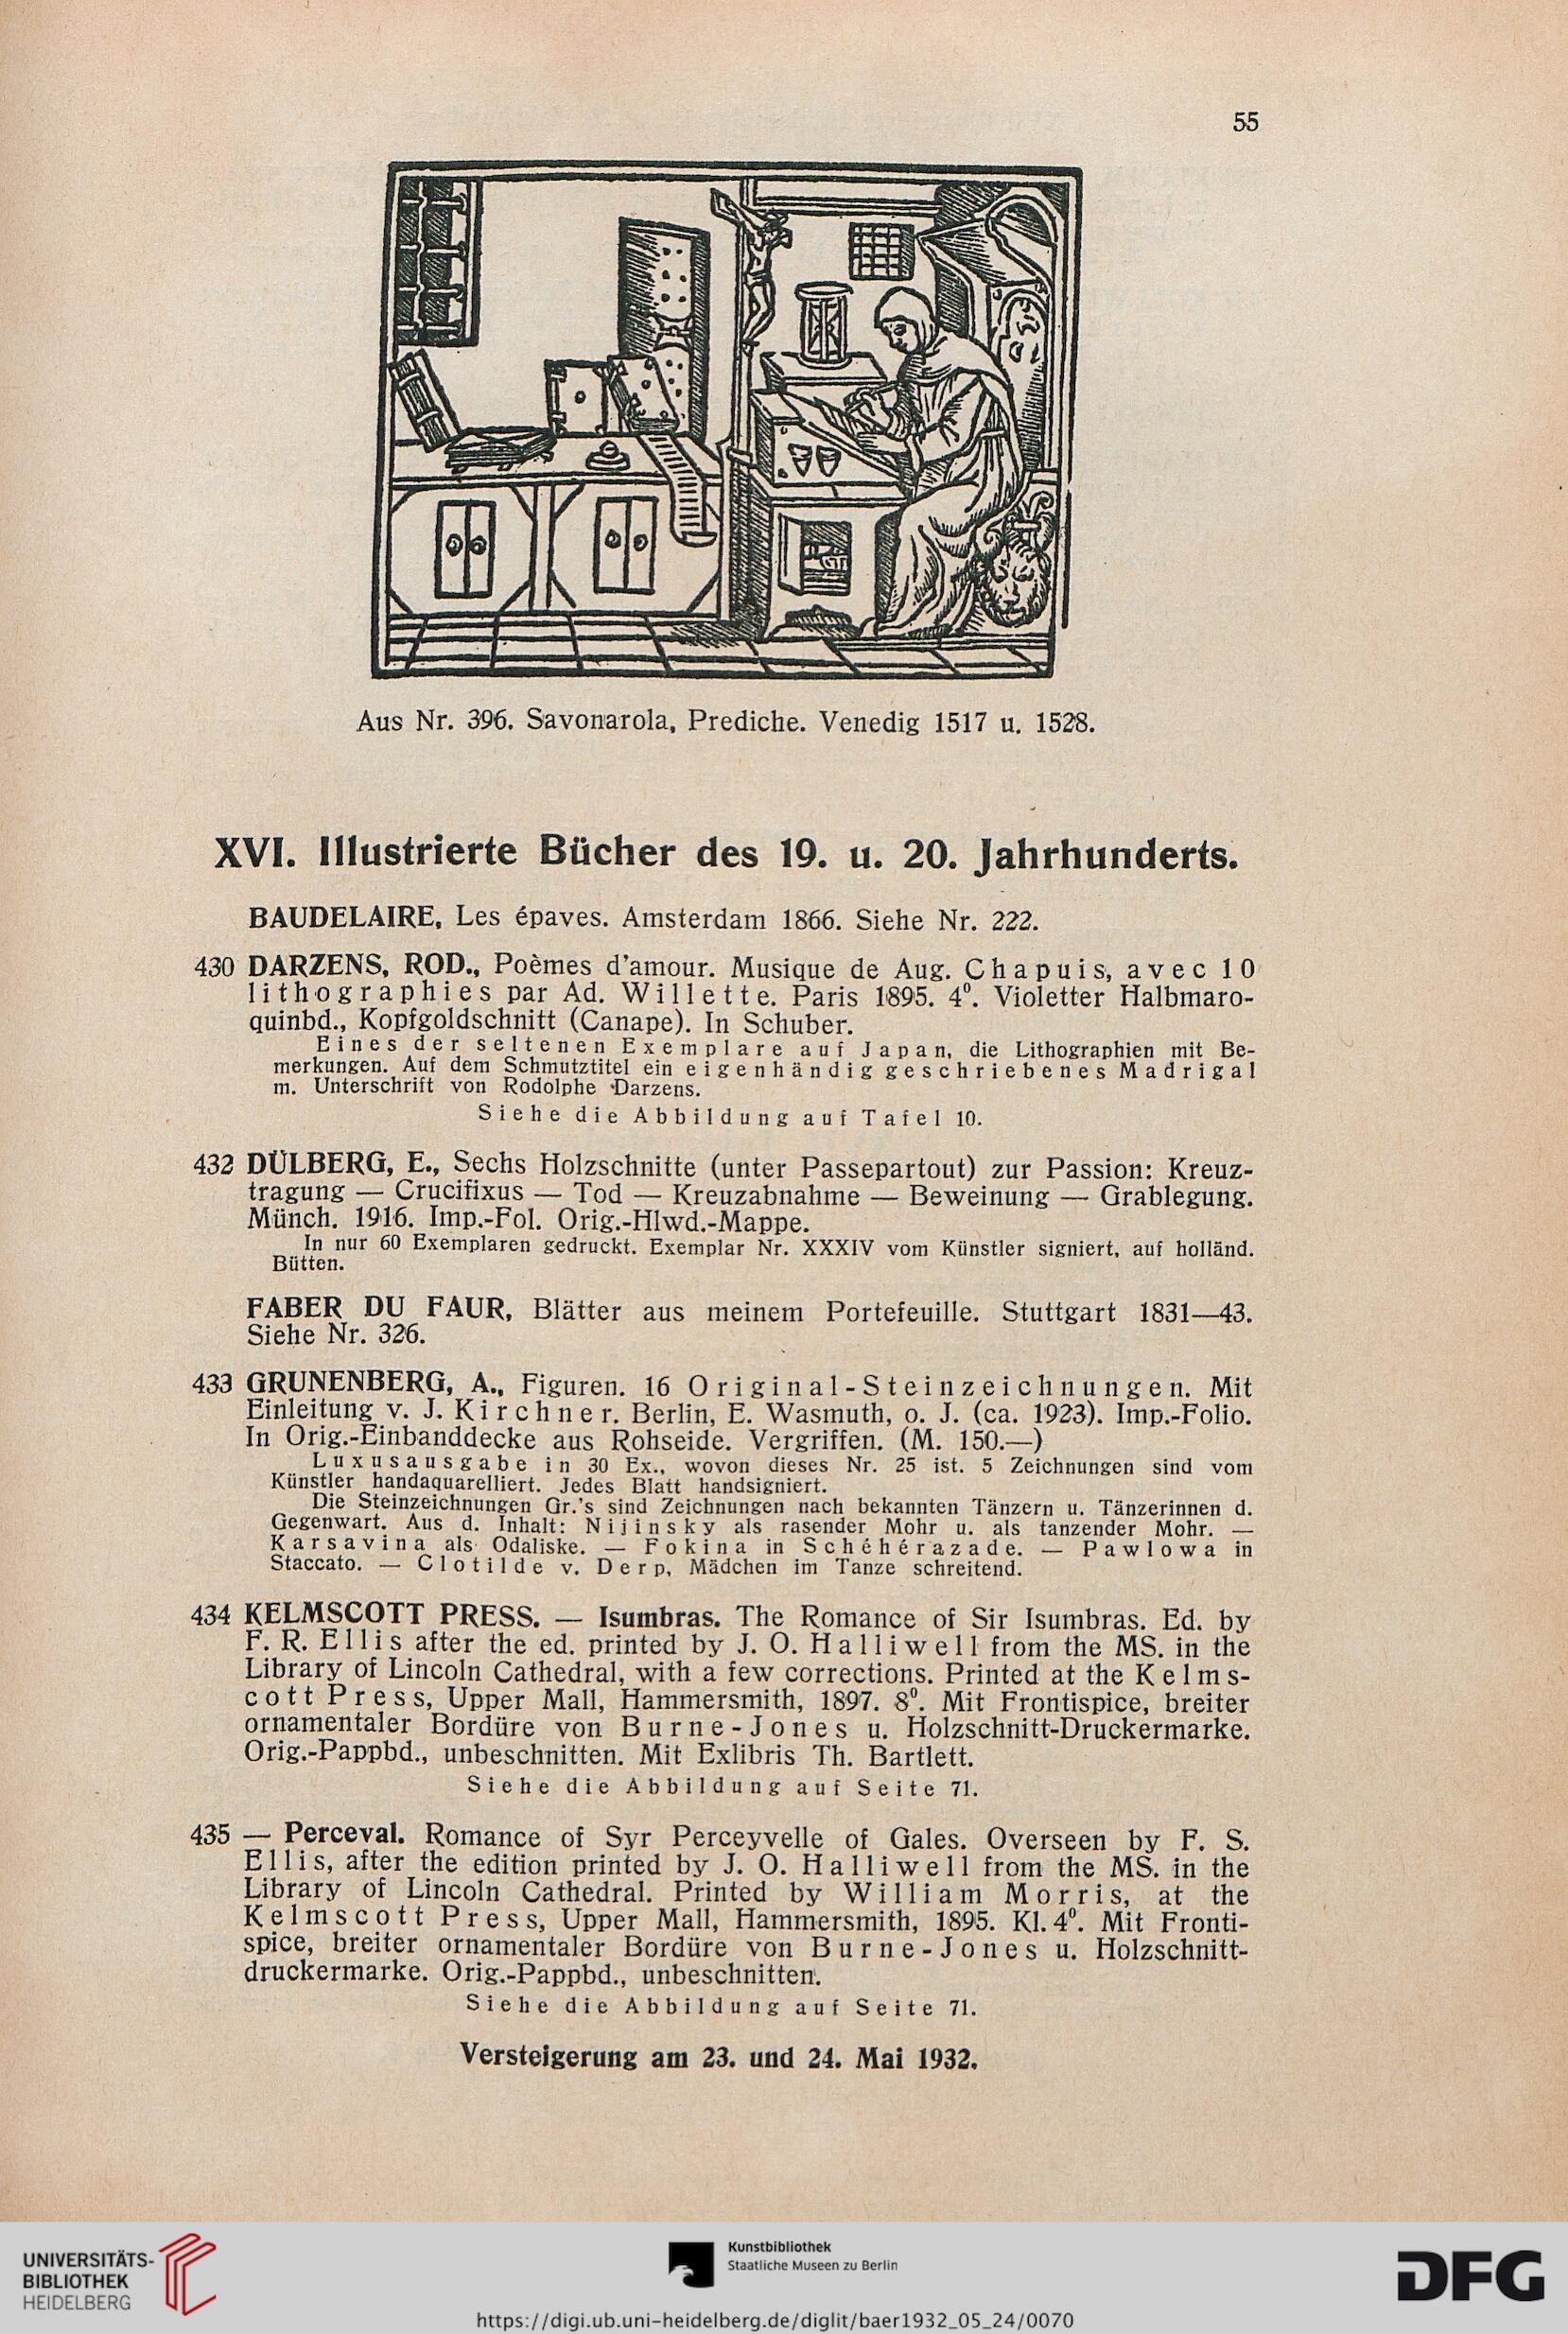 55
Aus Nr. 396. Savonarola, Prediche. Venedig 1517 u. 1528.
XVI. Illustrierte Bücher des 19. u. 20. Jahrhunderts.
BAUDELAIRE, Les épaves. Amsterdam 1866. Siehe Nr. 222.
430 DARZENS, ROD., Poèmes d'amour. Musique de Aug. Chapuis, avec 10
lithographies par Ad. Willette. Paris 1895. 4⁰. Violetter Halbmaro-
quinbd., Kopfgoldschnitt (Canape). In Schuber.
Eines der seltenen Exemplare auf Japan, die Lithographien mit Be-
merkungen. Auf dem Schmutztitel ein eigenhändig geschriebenes Madrigal
m. Unterschrift von Rodolphe Darzens.
Siehe die Abbildung auf Tafel 10.
432 DÜLBERG, E., Sechs Holzschnitte (unter Passepartout) zur Passion: Kreuz-
tragung — Crucifixus — Tod — Kreuzabnahme — Beweinung — Grablegung.
Münch. 1916. Imp.-Fol. Orig.-Hlwd.-Mappe.
In nur 60 Exemplaren gedruckt. Exemplar Nr. XXXIV vom Künstler signiert, auf holländ.
Bütten.
FABER DU FAUR, Blätter aus meinem Portefeuille. Stuttgart 1831—43.
Siehe Nr. 326.
433 GRUNENBERG, A., Figuren. 16 Original-Steinzeichnungen. Mit
Einleitung v. J. Kirchner. Berlin, E. Wasmuth, o. J. (ca. 1923). Imp.-Folio.
In Orig.-Einbanddecke aus Rohseide. Vergriffen. (M. 150.—)
Luxusausgabe in 30 Ex., wovon dieses Nr. 25 ist. 5 Zeichnungen sind vom
Künstler handaquarelliert. Jedes Blatt handsigniert.
Die Steinzeichnungen Gr.'s sind Zeichnungen nach bekannten Tänzern u. Tänzerinnen d.
Gegenwart. Aus d. Inhalt: Nijinsky als rasender Mohr u. als tanzender Mohr. —
Karsavina als Odaliske. — Fokina in Schéhérazade. — Pawlowa in
Staccato. — Clotilde v. Derp, Mädchen im Tanze schreitend.
434 KELMSCOTT PRESS. — Isumbras. The Romance of Sir Isumbras. Ed. by
F. R. Ellis after the ed. printed by J. O. Halliwell from the MS. in the
Library of Lincoln Cathedral, with a few corrections. Printed at the Kelms-
cott Press, Upper Mall, Hammersmith, 1897. 8⁰. Mit Frontispice, breiter
ornamentaler Bordüre von Burne-Jones u. Holzschnitt-Druckermarke.
Orig.-Pappbd., unbeschnitten. Mit Exlibris Th. Bartlett.
Siehe die Abbildung auf Seite 71.
435 — Perceval. Romance of Syr Perceyvelle of Gales. Overseen by F. S.
Ellis, after the edition printed by J. O. Halliwell from the MS. in the
Library of Lincoln Cathedral. Printed by William Morris, at the
Kelmscott Press, Upper Mall, Hammersmith, 1895. Kl. 4⁰. Mit Fronti-
spice, breiter ornamentaler Bordüre von Burne-Jones u. Holzschnitt-
druckermarke. Orig.-Pappbd., unbeschnitten.
Siehe die Abbildung auf Seite 71.
Versteigerung am 23. und 24. Mai 1932.
UNIVERSITÄTS-
BIBLIOTHEK
HEIDELBERG
Kunstbibliothek
Staatliche Museen zu Berlin
DFG
https://digi.ub.uni-heidelberg.de/diglit/baer1932_05_24/0070